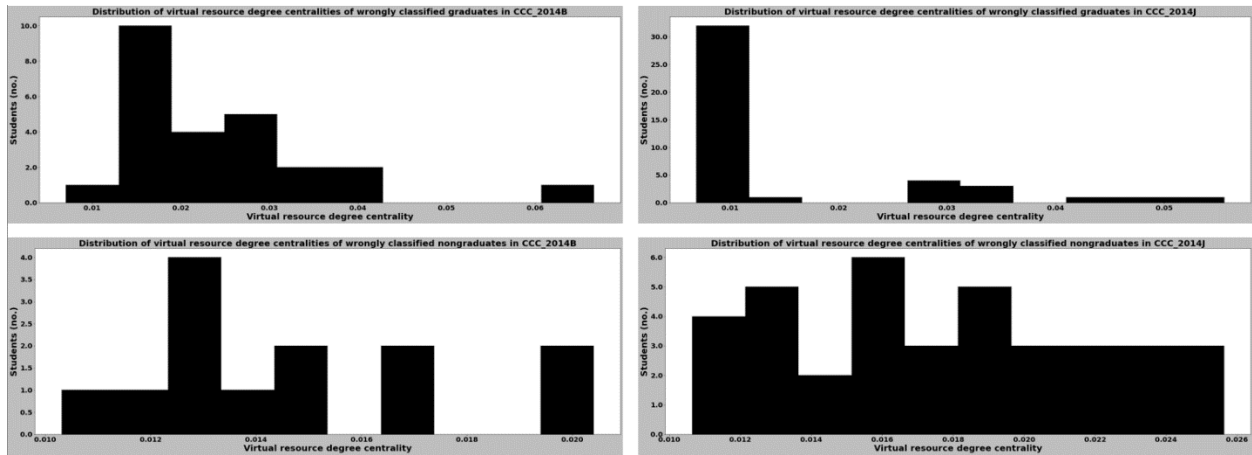 Distribution of virtual resource degree centralities of wrongly classified graduates in CCC_2014B
Students (no.)
10.0
8.0
6.0
4.0
2.0
0.0
0.01 0.02 0.03 0.04 0.05 0.06
Virtual resource degree centrality
Distribution of virtual resource degree centralities of wrongly classified graduates in CCC_2014J
Students (no.)
30.0
25.0
20.0
15.0
10.0
5.0
0.0
0.01 0.02 0.03 0.04 0.05
Virtual resource degree centrality
Distribution of virtual resource degree centralities of wrongly classified nongraduates in CCC_2014B
Students (no.)
4.0
3.5
3.0
2.5
2.0
1.5
1.0
0.5
0.0
0.010 0.012 0.014 0.016 0.018 0.020
Virtual resource degree centrality
Distribution of virtual resource degree centralities of wrongly classified nongraduates in CCC_2014J
Students (no.)
6.0
5.0
4.0
3.0
2.0
1.0
0.0
0.010 0.012 0.014 0.016 0.018 0.020 0.022 0.024 0.026
Virtual resource degree centrality